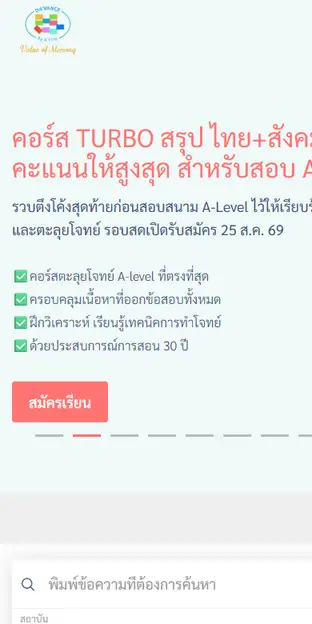 DA'VANCE
Value of Memory
คอร์ส TURBO สรุป ไทย+สังคม
คะแนนให้สูงสุด สำหรับสอบ A
รวบตึงโค้งสุดท้ายก่อนสอบสนาม A-Level ไว้ให้เรียบร้
และตะลุยโจทย์ รอบสดเปิดรับสมัคร 25 ส.ค. 69
✅ คอร์สตะลุยโจทย์ A-level ที่ตรงที่สุด
✅ ครอบคลุมเนื้อหาที่ออกข้อสอบทั้งหมด
✅ ฝึกวิเคราะห์ เรียนรู้เทคนิคการทำโจทย์
✅ ด้วยประสบการณ์การสอน 30 ปี
สมัครเรียน
พิมพ์ข้อความที่ต้องการค้นหา
สถาบัน